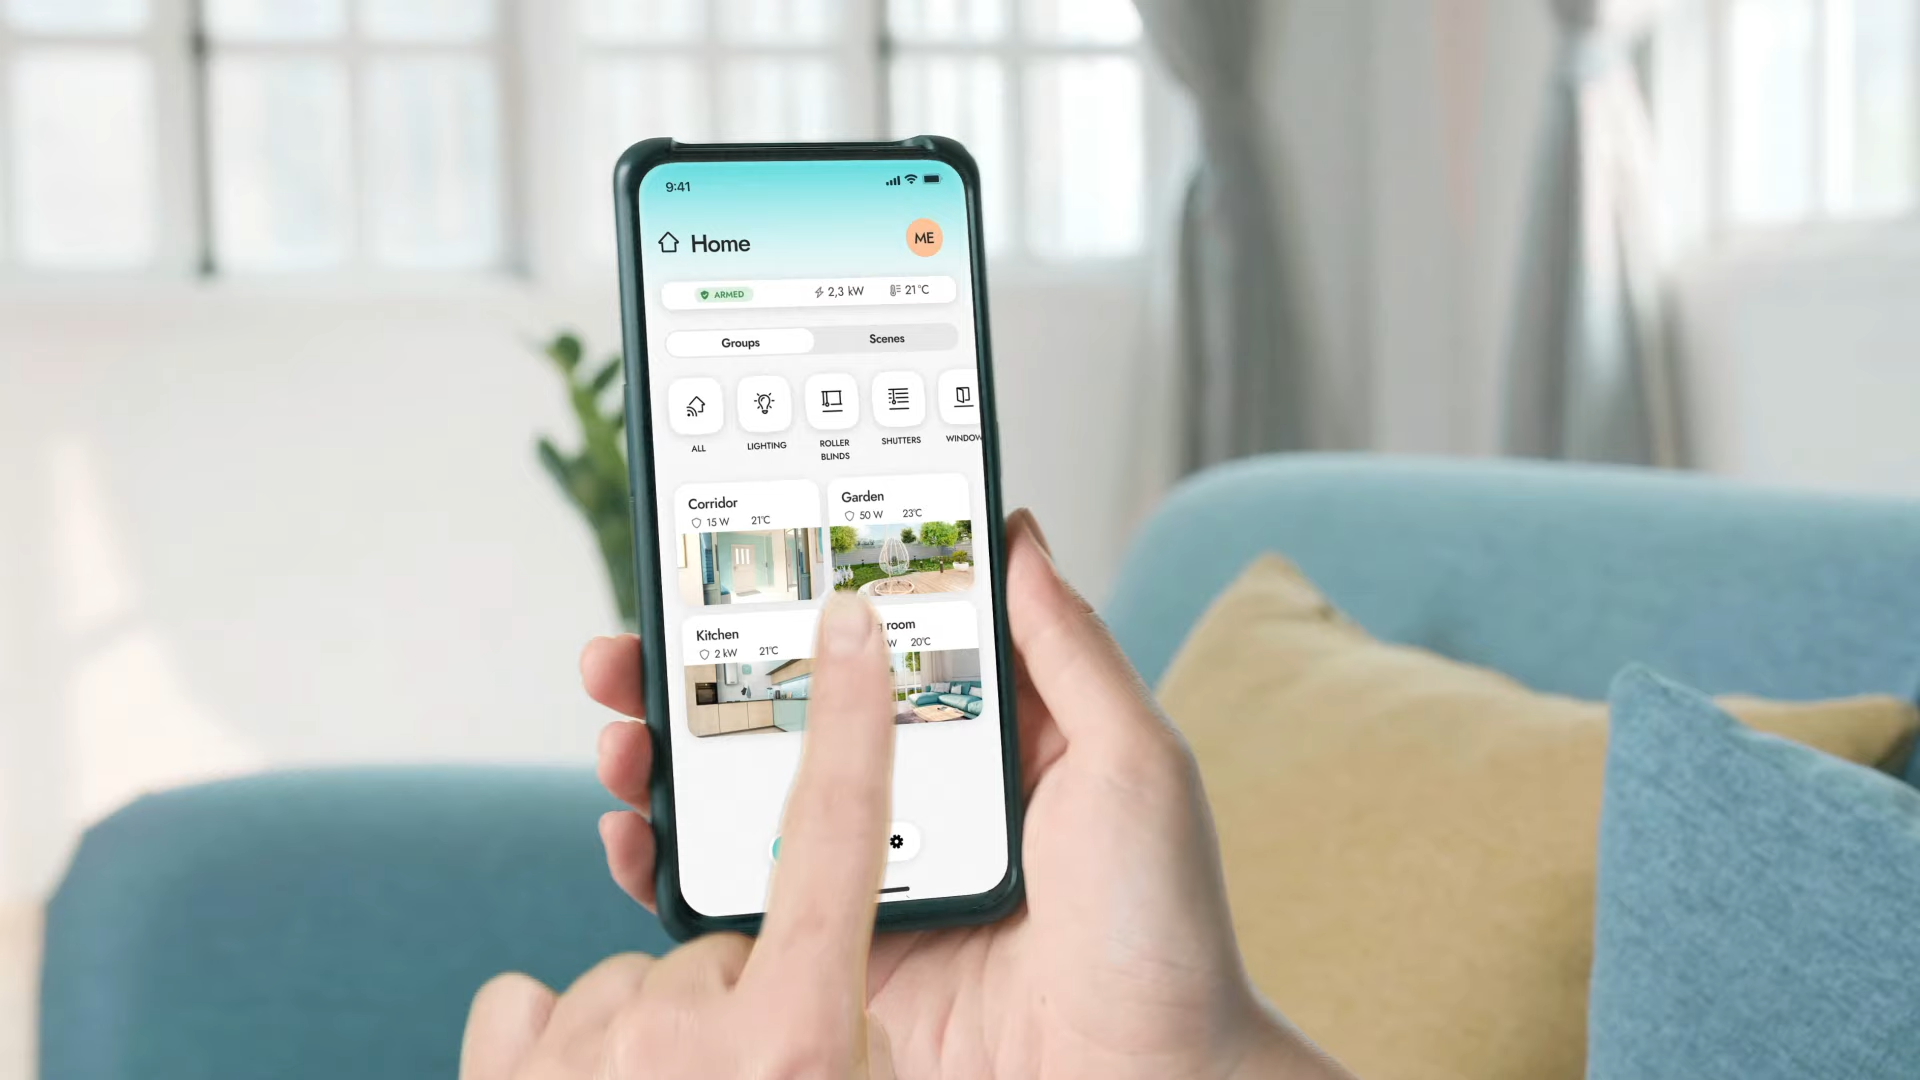 9:41
Home
ME
ARMED
2,3 kW
21°C
Groups
Scenes
ALL
LIGHTING
ROLLER
BLINDS
SHUTTERS
WINDOW
Corridor
15 W 21°C
Garden
50 W 23°C
Kitchen
2 kW 21°C
room
W 20°C